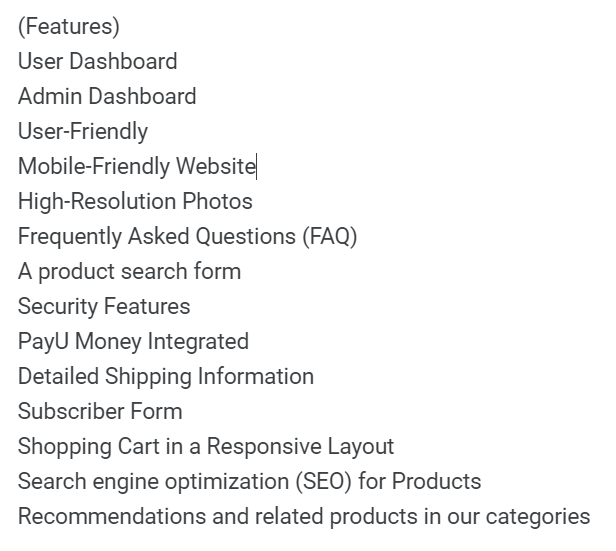 (Features)
User Dashboard
Admin Dashboard
User-Friendly
Mobile-Friendly Website
High-Resolution Photos
Frequently Asked Questions (FAQ)
A product search form
Security Features
PayU Money Integrated
Detailed Shipping Information
Subscriber Form
Shopping Cart in a Responsive Layout
Search engine optimization (SEO) for Products
Recommendations and related products in our categories